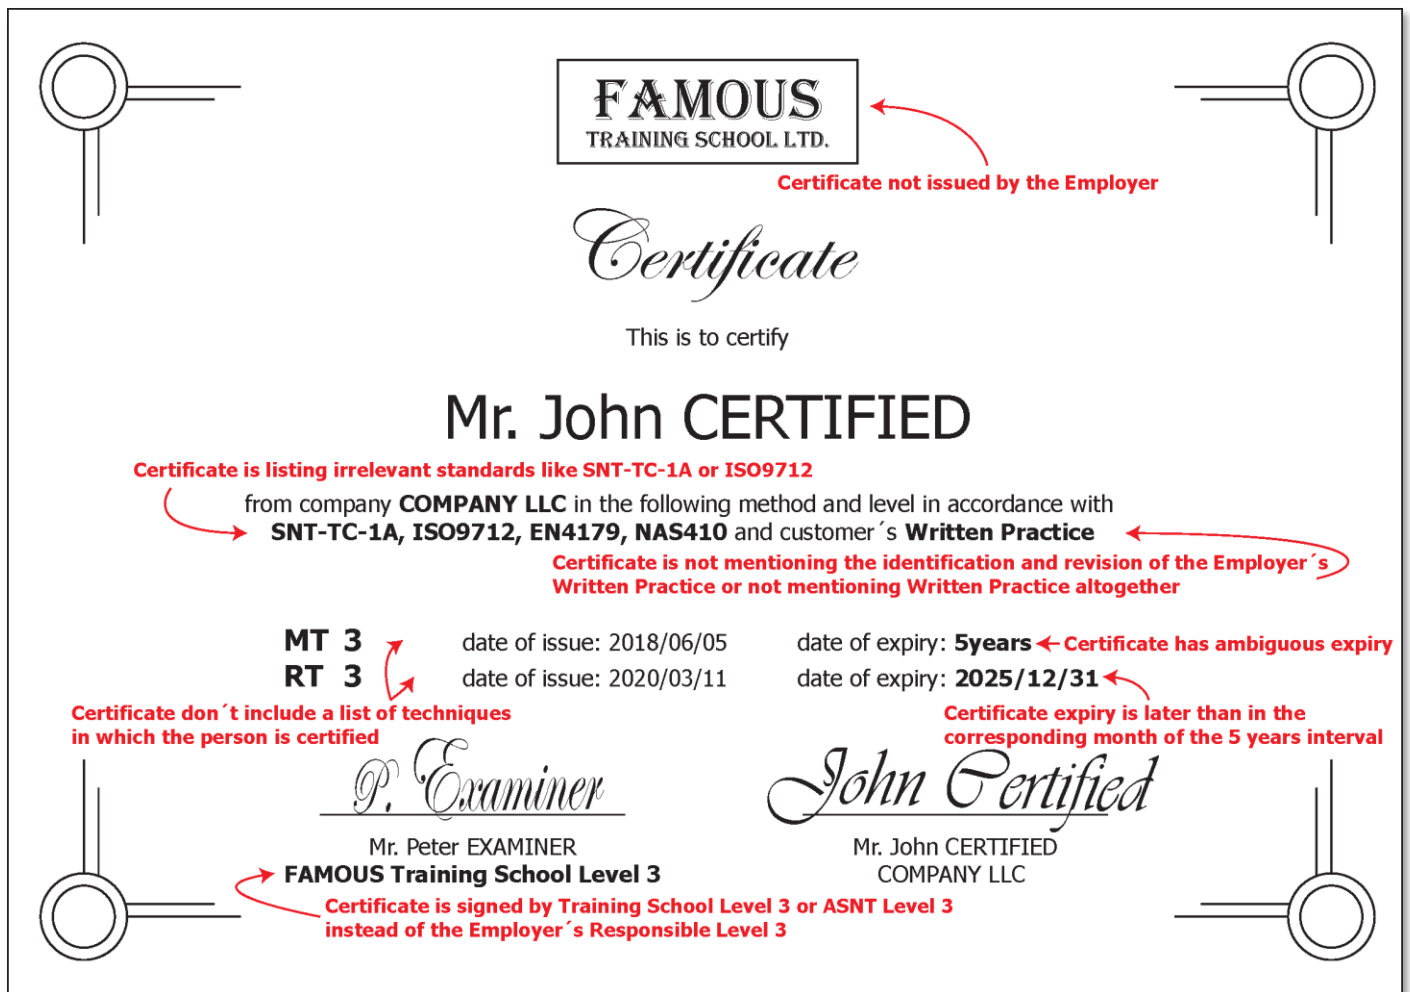 FAMOUS
TRAINING SCHOOL LTD.
Certificate not issued by the Employer
Certificate
This is to certify
Mr. John CERTIFIED
Certificate is listing irrelevant standards like SNT-TC-1A or ISO9712
from company COMPANY LLC in the following method and level in accordance with
SNT-TC-1A, ISO9712, EN4179, NAS410 and customer´s Written Practice
Certificate is not mentioning the identification and revision of the Employer´s
Written Practice or not mentioning Written Practice altogether
MT 3 date of issue: 2018/06/05 date of expiry: 5years Certificate has ambiguous expiry
RT 3 date of issue: 2020/03/11 date of expiry: 2025/12/31
Certificate don´t include a list of techniques
in which the person is certified
Certificate expiry is later than in the
corresponding month of the 5 years interval
P. Examiner
John Certified
Mr. Peter EXAMINER
FAMOUS Training School Level 3
Mr. John CERTIFIED
COMPANY LLC
Certificate is signed by Training School Level 3 or ASNT Level 3
instead of the Employer´s Responsible Level 3